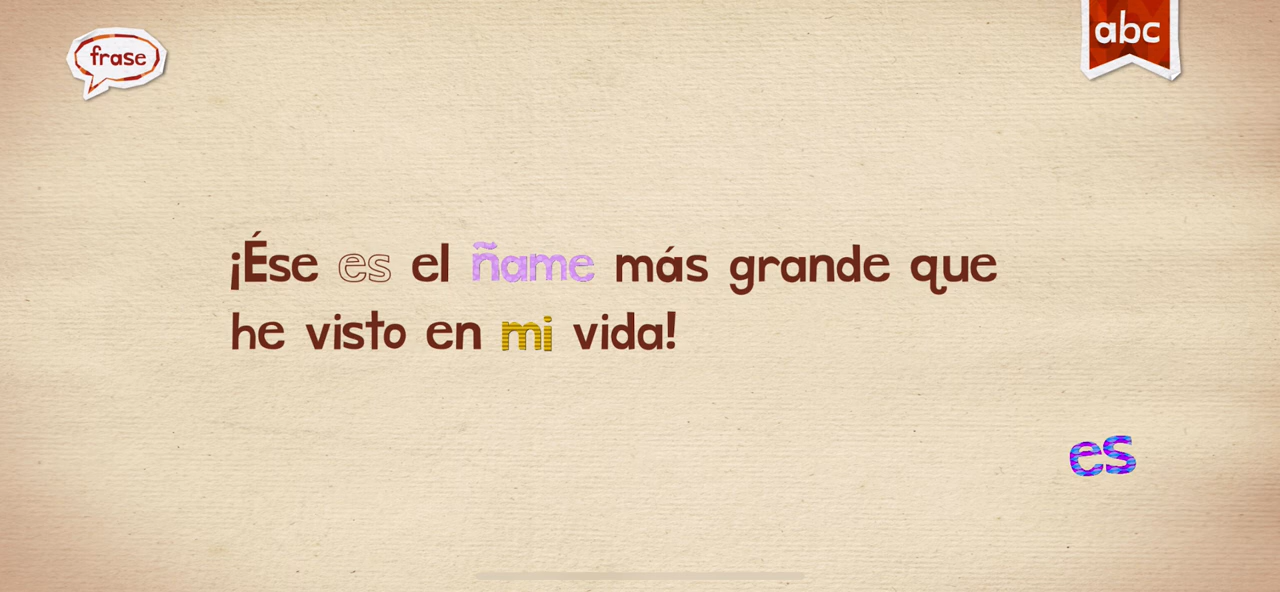 frase
abc
¡Ése es el ñame más grande que
he visto en mi vida!
es